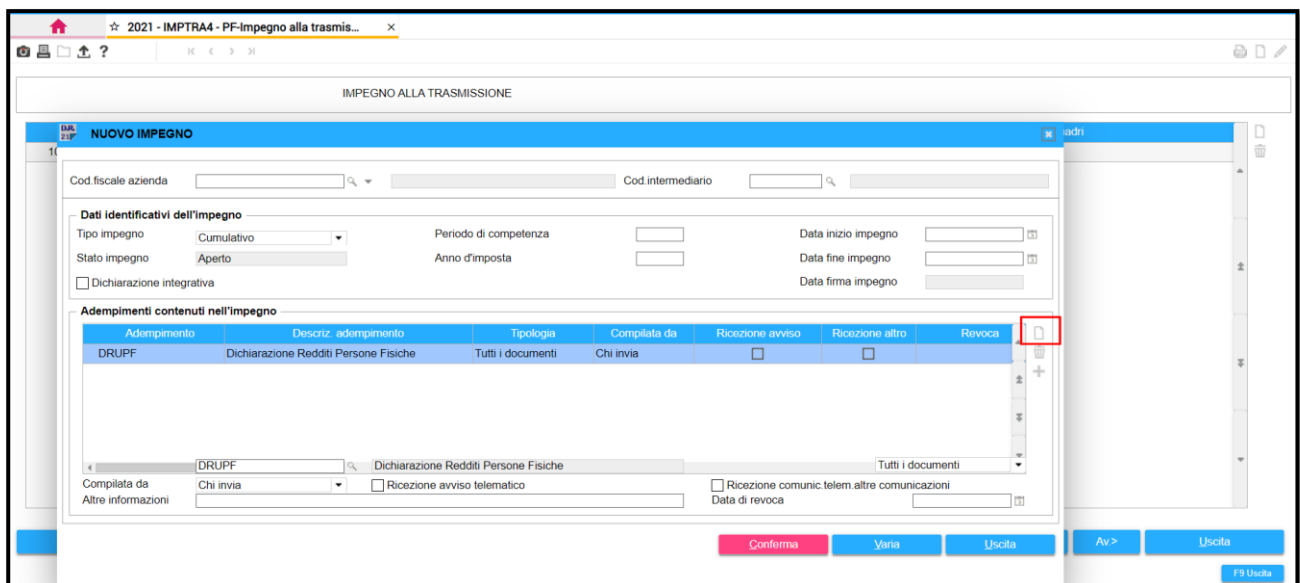 2021 - IMPTRA4 - PF-Impegno alla trasmis... ×
?
IMPEGNO ALLA TRASMISSIONE
NUOVO IMPEGNO
adri
10
Cod.fiscale azienda Cod.intermediario
Dati identificativi dell'impegno
Tipo impegno Cumulativo Periodo di competenza Data inizio impegno
Stato impegno Aperto Anno d'imposta Data fine impegno
Dichiarazione integrativa Data firma impegno
Adempimenti contenuti nell'impegno
Adempimento Descriz. adempimento Tipologia Compilata da Ricezione avviso Ricezione altro Revoca
DRUPF Dichiarazione Redditi Persone Fisiche Tutti i documenti Chi invia
DRUPF Dichiarazione Redditi Persone Fisiche Tutti i documenti
Compilata da Chi invia Ricezione avviso telematico Ricezione comunic.telem.altre comunicazioni
Altre informazioni Data di revoca
Conferma Varia Uscita
Av.> Uscita
F9 Uscita